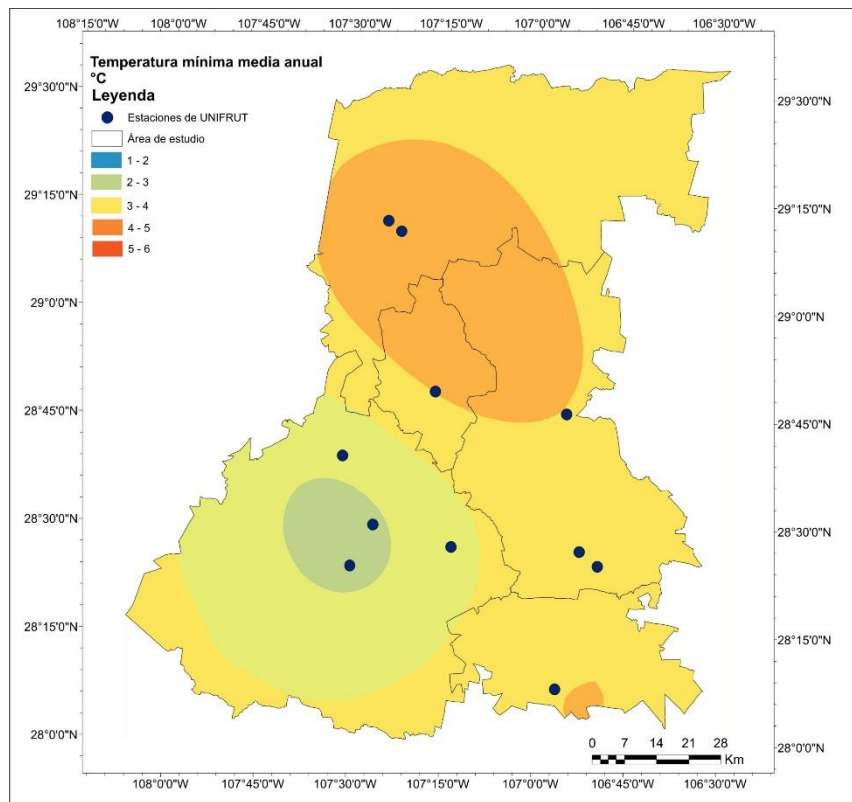 108°15'0"W 108°0'0"W 107°45'0"W 107°30'0"W 107°15'0"W 107°0'0"W 106°45'0"W 106°30'0"W
Temperatura mínima media anual
°C
Leyenda
Estaciones de UNIFRUT
Área de estudio
1 - 2
2 - 3
3 - 4
4 - 5
5 - 6
29°30'0"N 29°30'0"N
29°15'0"N 29°15'0"N
29°0'0"N 29°0'0"N
28°45'0"N 28°45'0"N
28°30'0"N 28°30'0"N
28°15'0"N 28°15'0"N
28°0'0"N 28°0'0"N
0 7 14 21 28
Km
108°0'0"W 107°45'0"W 107°30'0"W 107°15'0"W 107°0'0"W 106°45'0"W 106°30'0"W